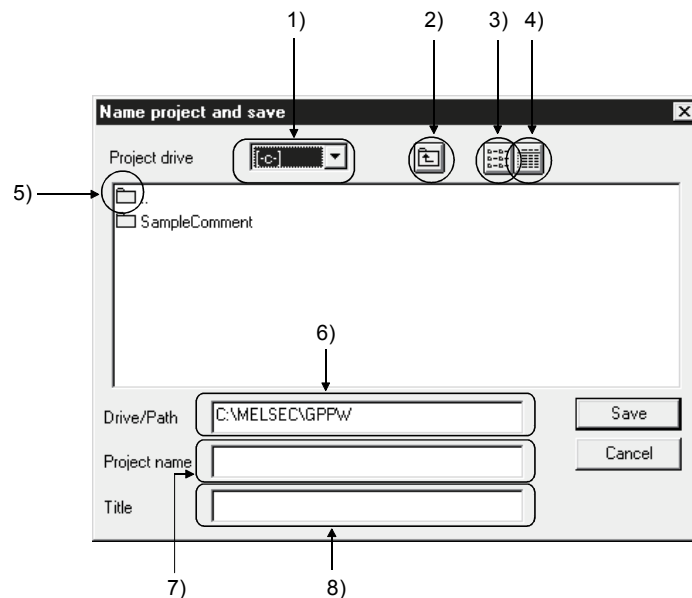 1)
2)
3)
4)
Name project and save
Project drive
[-c-]
5)
..
SampleComment
6)
Drive/Path
C:\MELSEC\GPPW
Save
Project name
Cancel
Title
7)
8)